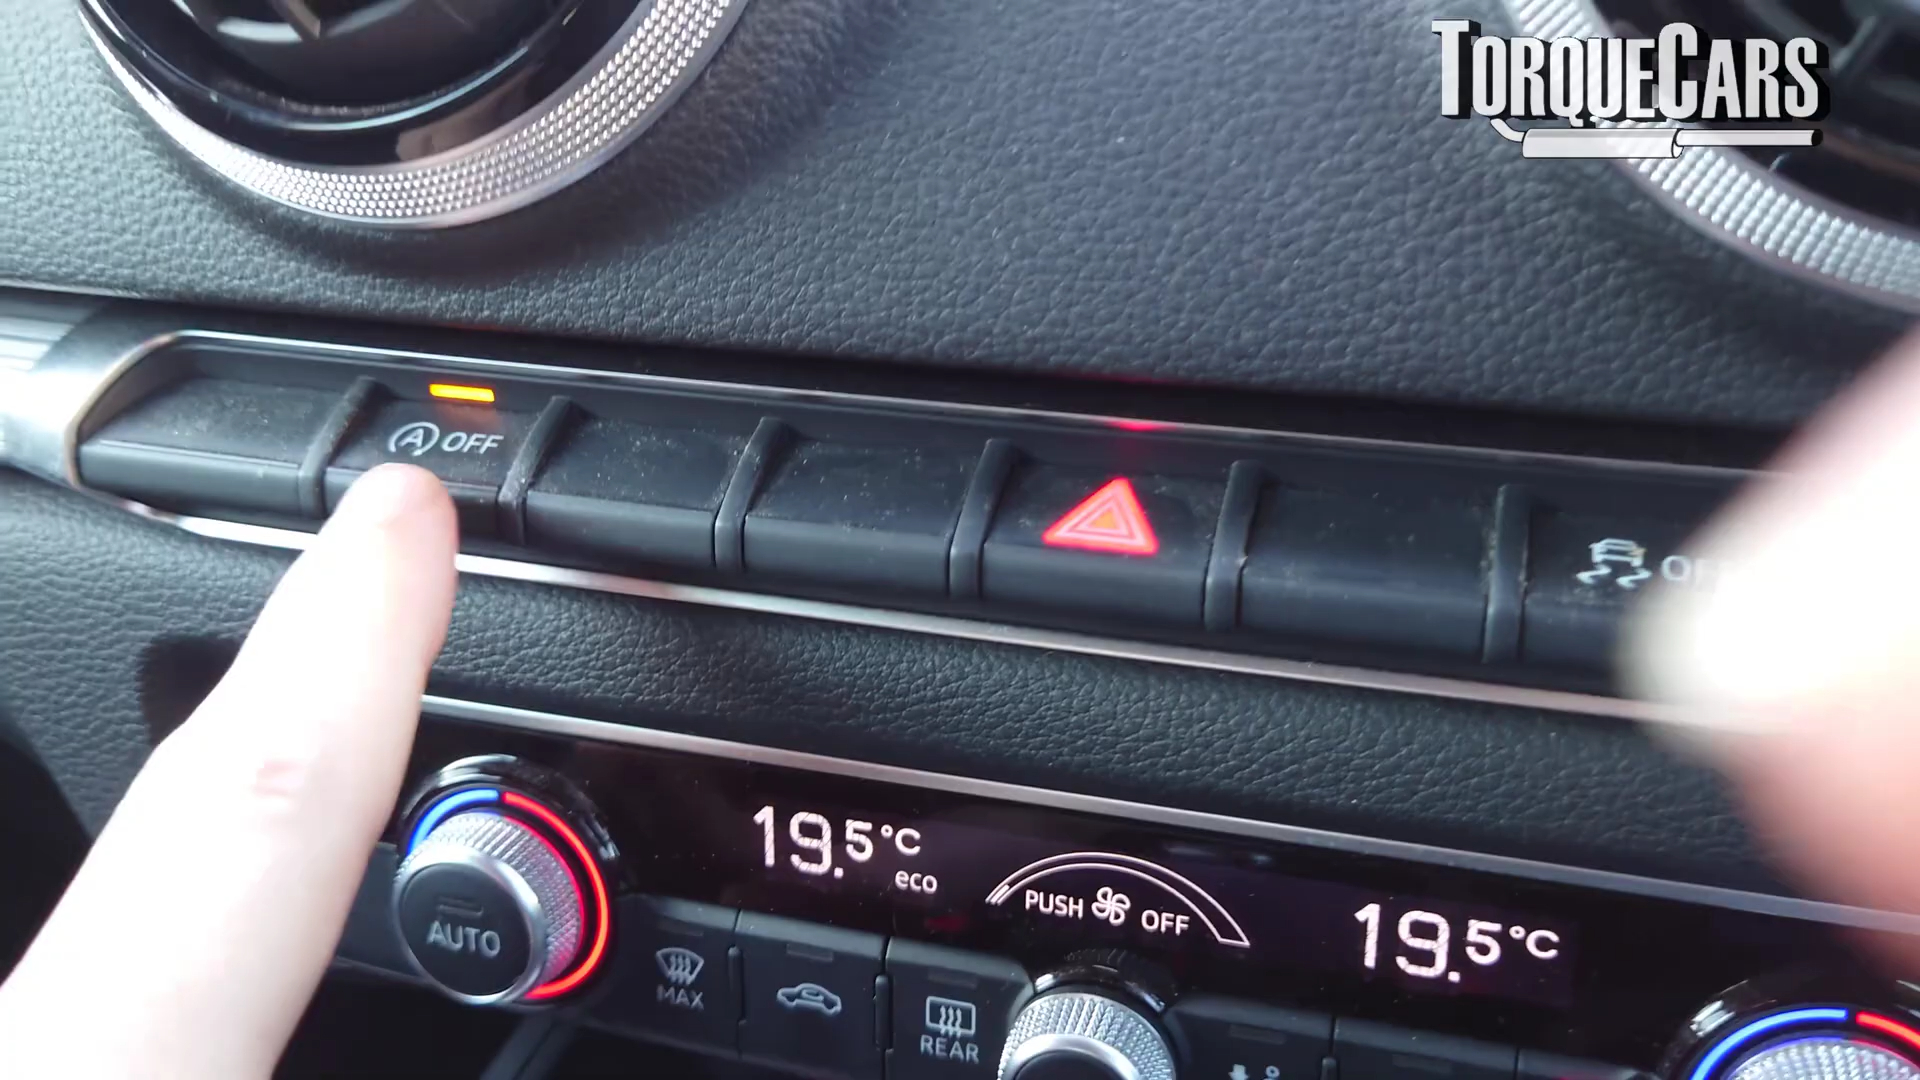 TORQUECARS
A OFF
19.5°C
eco
PUSH OFF
19.5°C
AUTO
MAX
REAR